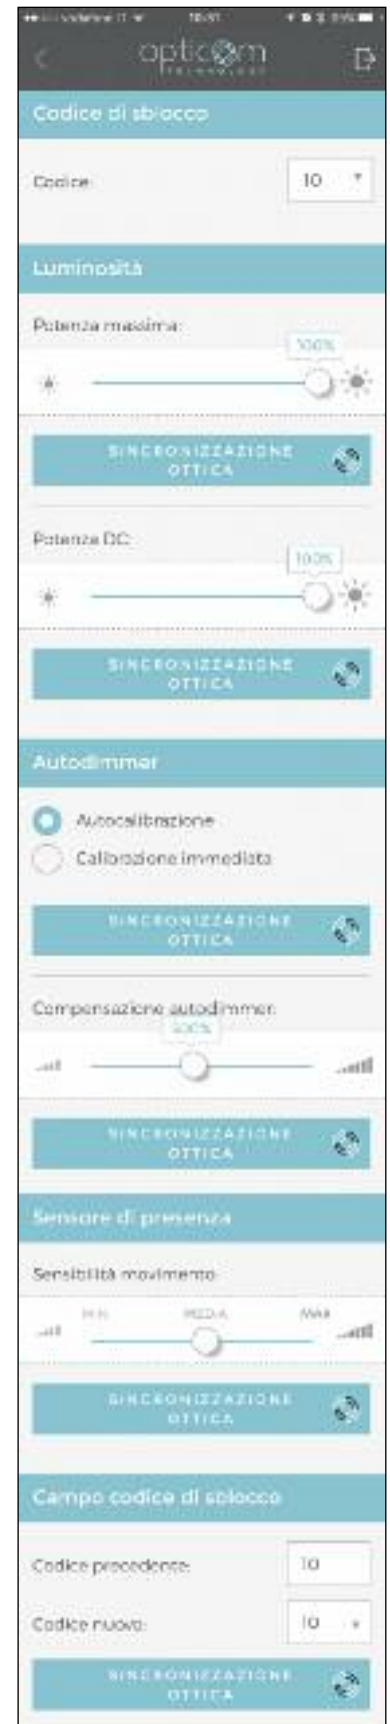 opticom
TECHNOLOGY
Codice di sblocco
Codice: 10
Luminosità
Potenza massima:
100%
SINCRONIZZAZIONE
OTTICA
Potenza DC:
100%
SINCRONIZZAZIONE
OTTICA
Autodimmer
Autocalibrazione
Calibrazione immediata
SINCRONIZZAZIONE
OTTICA
Compensazione autodimmer:
SINCRONIZZAZIONE
OTTICA
Sensore di presenza
Sensibilità movimento:
MIN MEDIA MAX
SINCRONIZZAZIONE
OTTICA
Campo codice di sblocco
Codice precedente: 10
Codice nuovo: 10
SINCRONIZZAZIONE
OTTICA